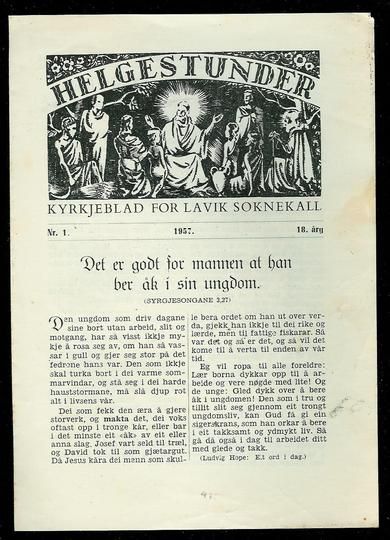 HELGESTUNDER
KYRKJEBLAD FOR LAVIK SOKNEKALL
Nr. 1. 1957. 18. årg
Det er godt for mannen at han
ber åk i sin ungdom.
(SYRGJESONGANE 3,27)
Den ungdom som driv dagane
sine bort utan arbeid, slit og
motgang, har så visst ikkje my-
kje å rosa seg av, om han så vas-
sar i gull og gjer seg stor på det
fedrone hans var. Den som ikkje
skal turka bort i dei varme som-
marvindar, og stå seg i dei harde
hauststormane, må slå djup rot
alt i livsens vår.
Dei som fekk den æra å gjere
storverk, og makta det, dei voks
oftast opp i tronge kår, eller bar
i det minste eit «åk» av eit eller
anna slag. Josef vart seld til træl,
og David tok til som gjætargut.
Då Jesus kåra dei menn som skul-
le bera ordet om han ut over ver-
da, gjekk han ikkje til dei rike og
lærde, men til fattige fiskarar. Så
var det og så er det, og så vil det
kome til å verta til enden av vår
tid.
Eg vil ropa til alle foreldre:
Lær borna dykkar opp til å ar-
beide og vere nøgde med lite! Og
de unge: Gled dykk over å bere
åk i ungdomen! Den som i tru og
tillit slit seg gjennom eit trongt
ungdomsliv, kan Gud få gi ein
sigerskrans, som han orkar å bere
i eit takksamt og ydmykt liv. Så
gå då også i dag til arbeidet ditt
med glede og takk.
(Ludvig Hope: Eit ord i dag.)